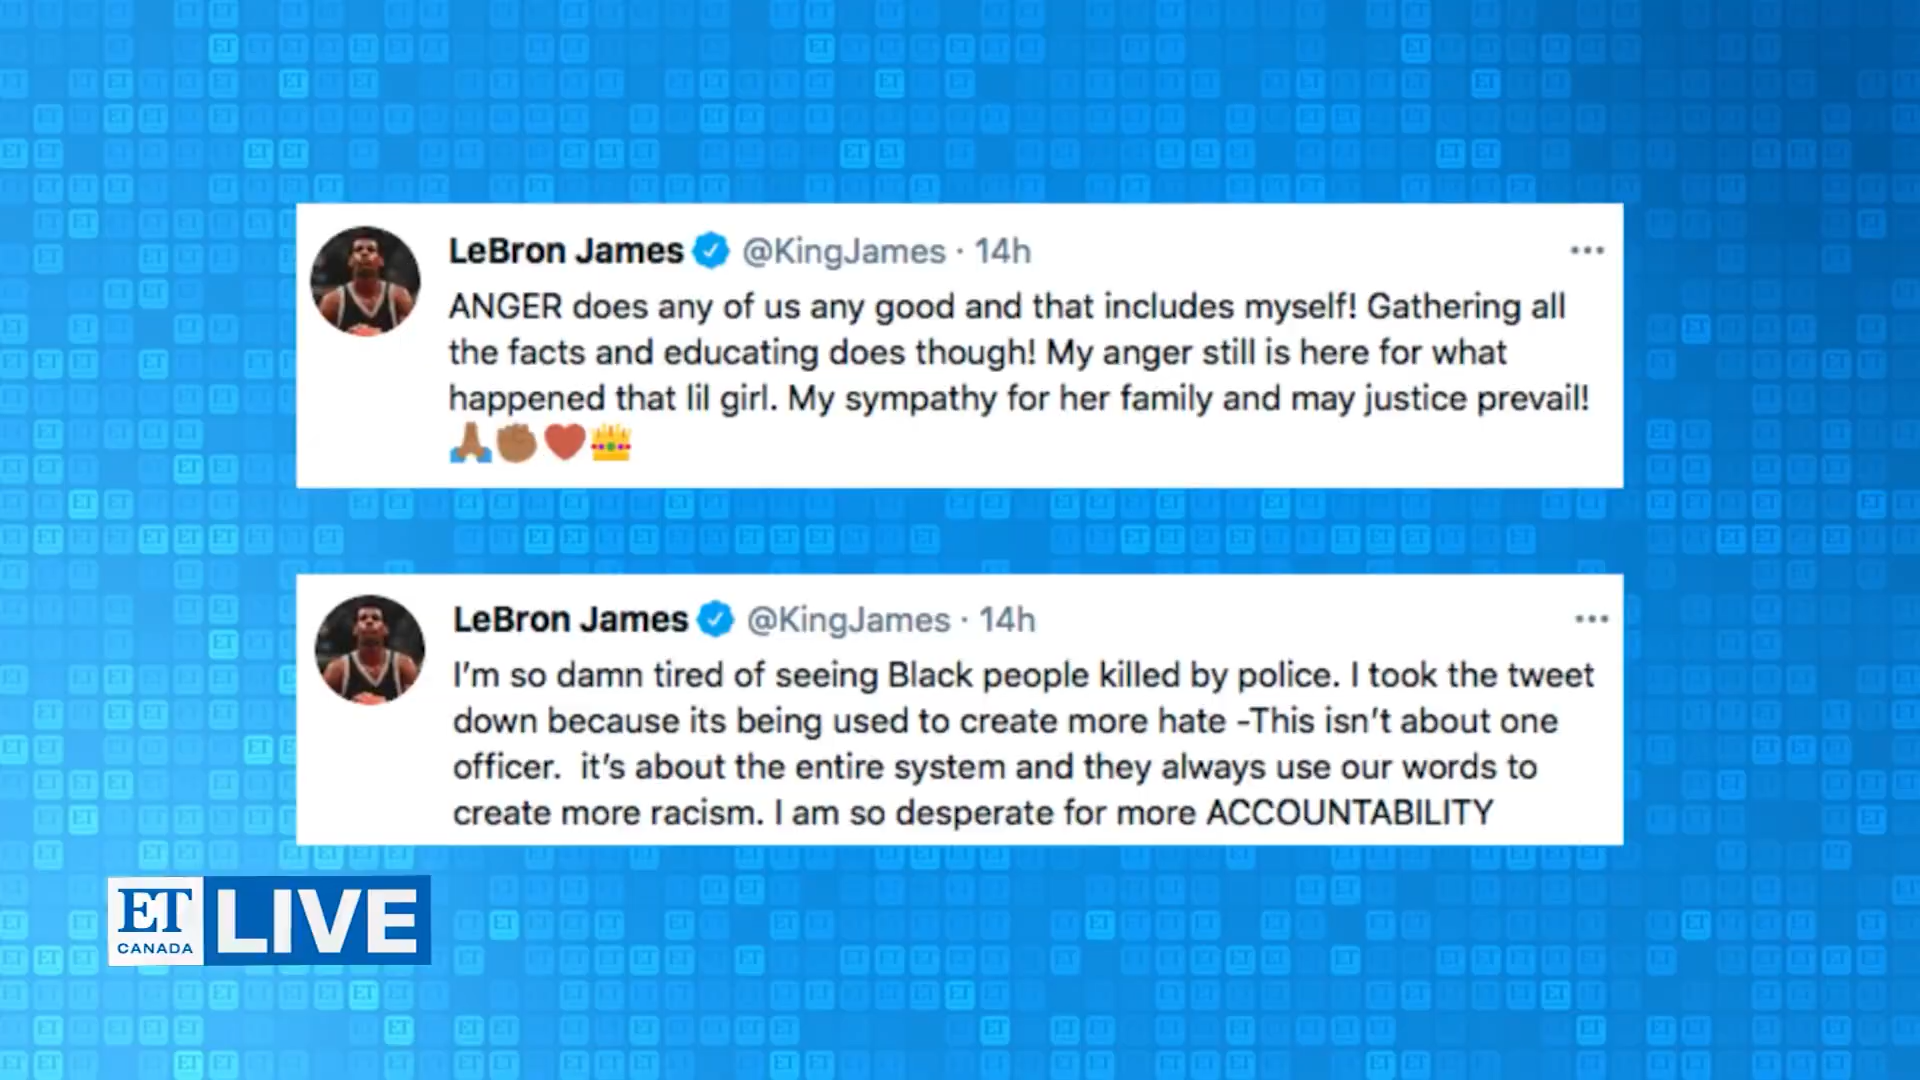 LeBron James @KingJames · 14h
ANGER does any of us any good and that includes myself! Gathering all
the facts and educating does though! My anger still is here for what
happened that lil girl. My sympathy for her family and may justice prevail!
🙏🏾✊🏾❤️👑
LeBron James @KingJames · 14h
I'm so damn tired of seeing Black people killed by police. I took the tweet
down because its being used to create more hate -This isn't about one
officer.  it's about the entire system and they always use our words to
create more racism. I am so desperate for more ACCOUNTABILITY
ET CANADA LIVE